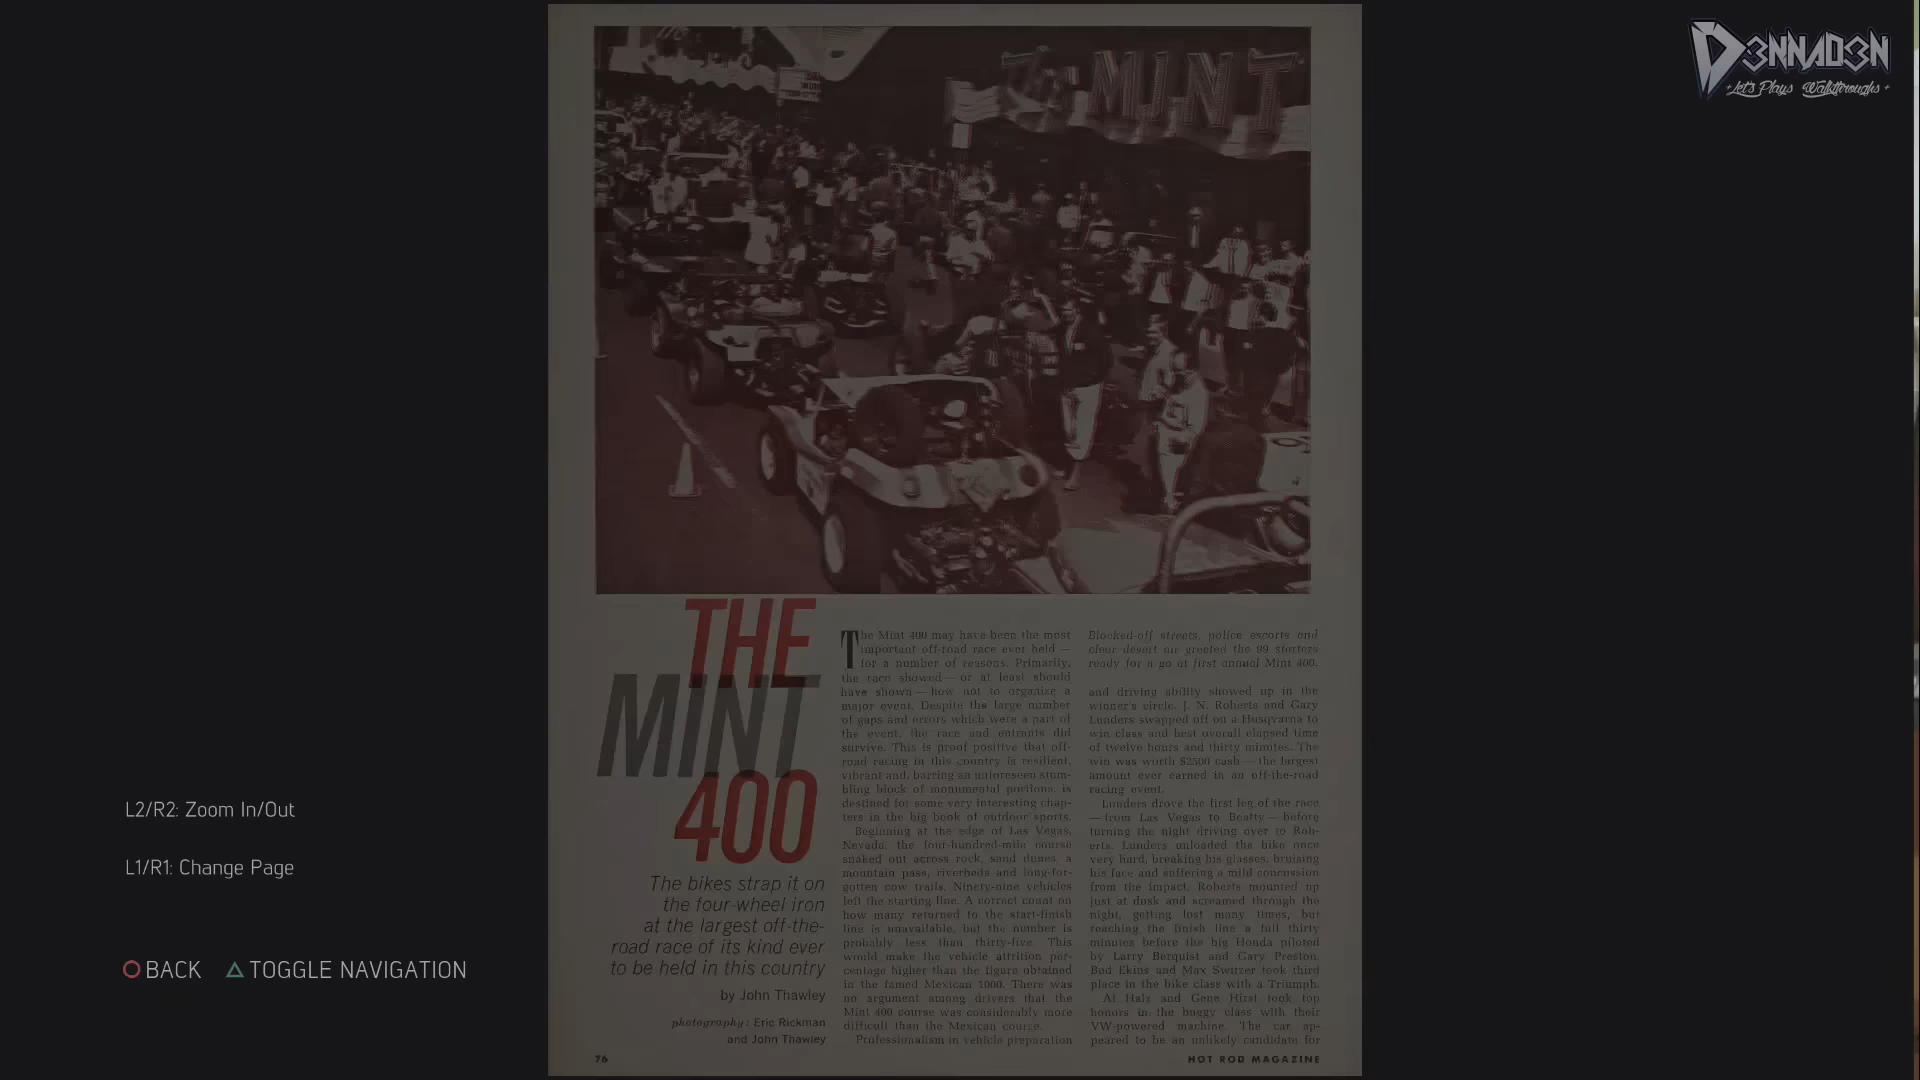 D3NNAD3N
Let's Plays Walkthroughs
The MINT
THE
MINT
400
The bikes strap it on
the four-wheel iron
at the largest off-the-
road race of its kind ever
to be held in this country
by John Thawley
photography: Eric Rickman
and John Thawley
76
The Mint 400 may have been the most
important off-road race ever held —
for a number of reasons. Primarily,
the race showed — or at least should
have shown — how not to organize a
major event. Despite the large number
of gaps and errors which were a part of
the event, the race and entrants did
survive. This is proof positive that off-
road racing in this country is resilient,
vibrant and, barring an unforeseen stum-
bling block of monumental portions, is
destined for some very interesting chap-
ters in the big book of outdoor sports.
Beginning at the edge of Las Vegas,
Nevada, the four-hundred-mile course
snaked out across rock, sand dunes, a
mountain pass, riverbeds and long-for-
gotten cow trails. Ninety-nine vehicles
left the starting line. A correct count on
how many returned to the start-finish
line is unavailable, but the number is
probably less than thirty-five. This
would make the vehicle attrition per-
centage higher than the figure obtained
in the famed Mexican 1000. There was
no argument among drivers that the
Mint 400 course was considerably more
difficult than the Mexican course.
Professionalism in vehicle preparation
Blocked-off streets, police escorts and
clear desert air greeted the 99 starters
ready for a go at first annual Mint 400.
and driving ability showed up in the
winner's circle. J. N. Roberts and Gary
Lunders swapped off on a Husqvarna to
win class and best overall elapsed time
of twelve hours and thirty minutes. The
win was worth $2500 cash — the largest
amount ever earned in an off-the-road
racing event.
Lunders drove the first leg of the race
— from Las Vegas to Beatty — before
turning the night driving over to Rob-
erts. Lunders unloaded the bike once
very hard, breaking his glasses, bruising
his face and suffering a mild concussion
from the impact. Roberts mounted up
just at dusk and screamed through the
night, getting lost many times, but
reaching the finish line a full thirty
minutes before the big Honda piloted
by Larry Berquist and Gary Preston.
Bud Ekins and Max Switzer took third
place in the bike class with a Triumph.
Al Halz and Gene Hirst took top
honors in the buggy class with their
VW-powered machine. The car ap-
peared to be an unlikely candidate for
HOT ROD MAGAZINE
L2/R2: Zoom In/Out
L1/R1: Change Page
BACK TOGGLE NAVIGATION